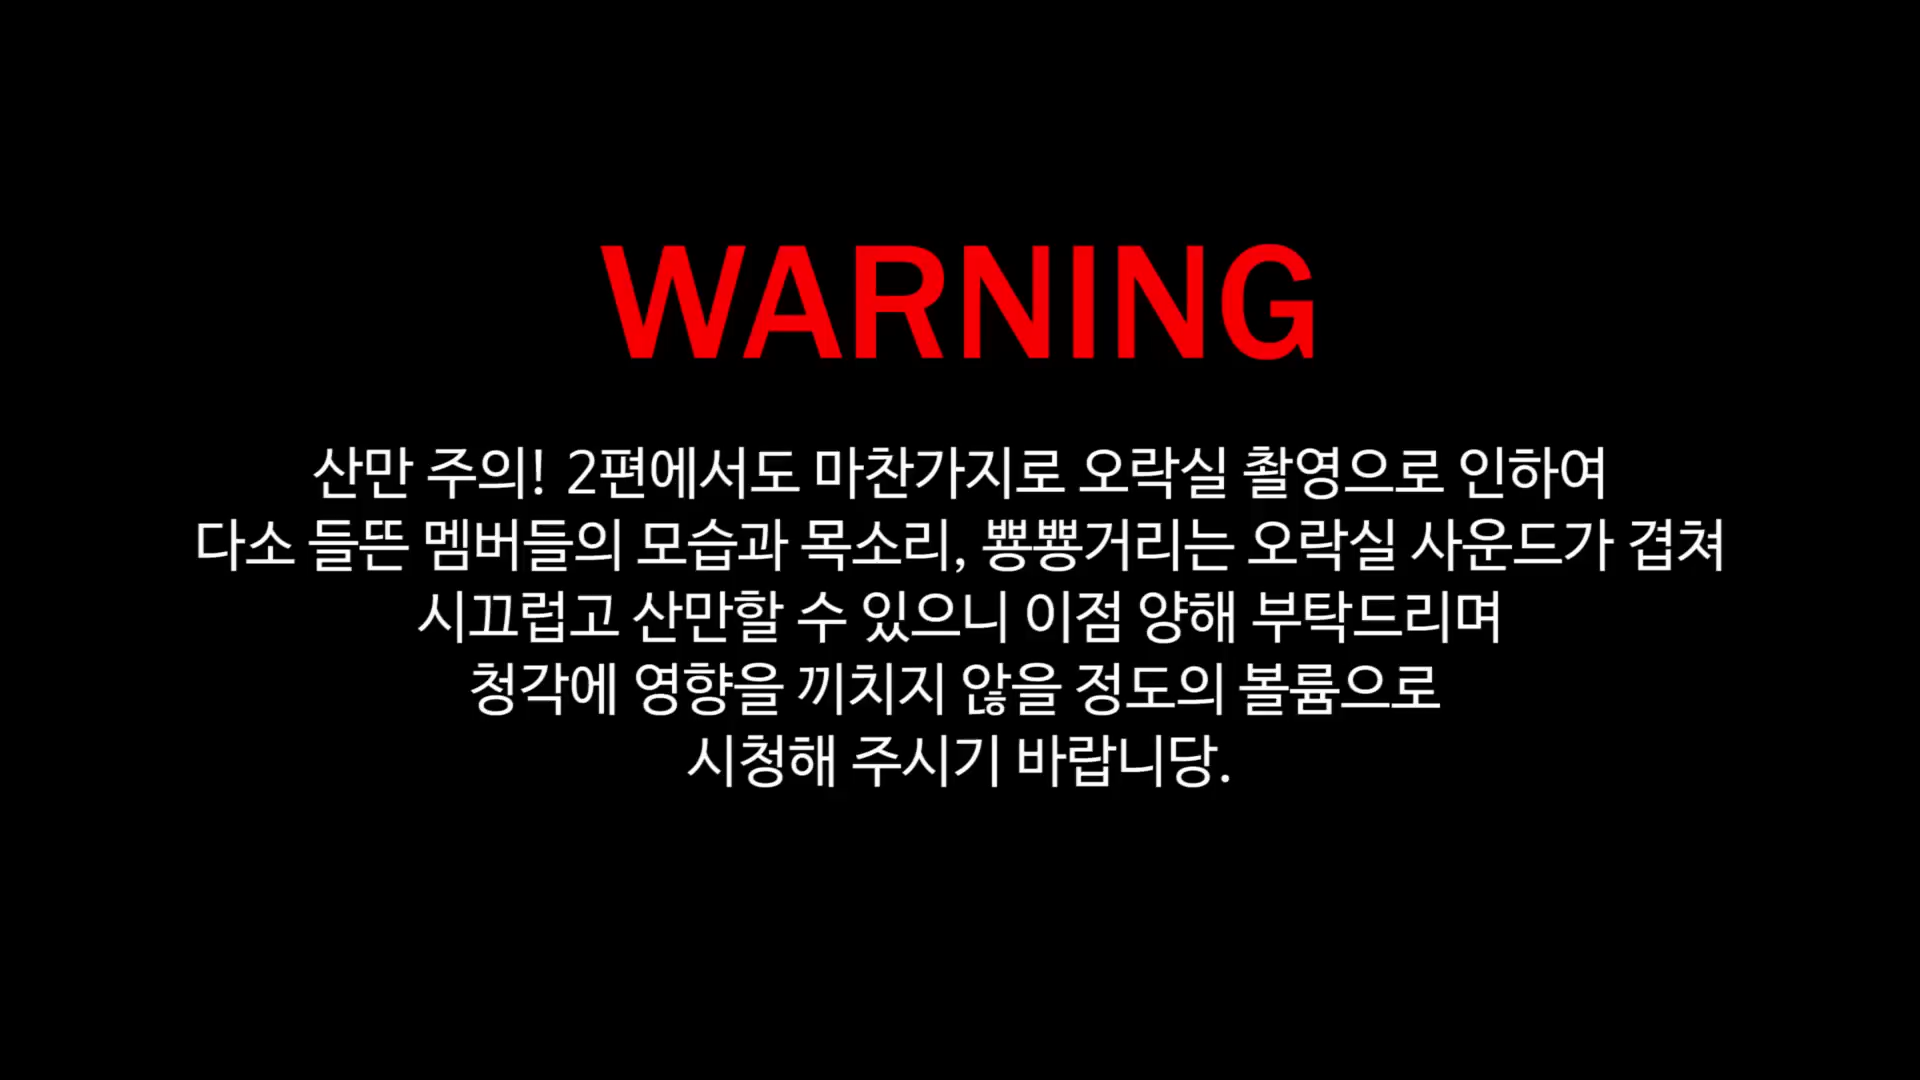 WARNING
산만 주의! 2편에서도 마찬가지로 오락실 촬영으로 인하여
다소 들뜬 멤버들의 모습과 목소리, 뿅뿅거리는 오락실 사운드가 겹쳐
시끄럽고 산만할 수 있으니 이점 양해 부탁드리며
청각에 영향을 끼치지 않을 정도의 볼륨으로
시청해 주시기 바랍니당.